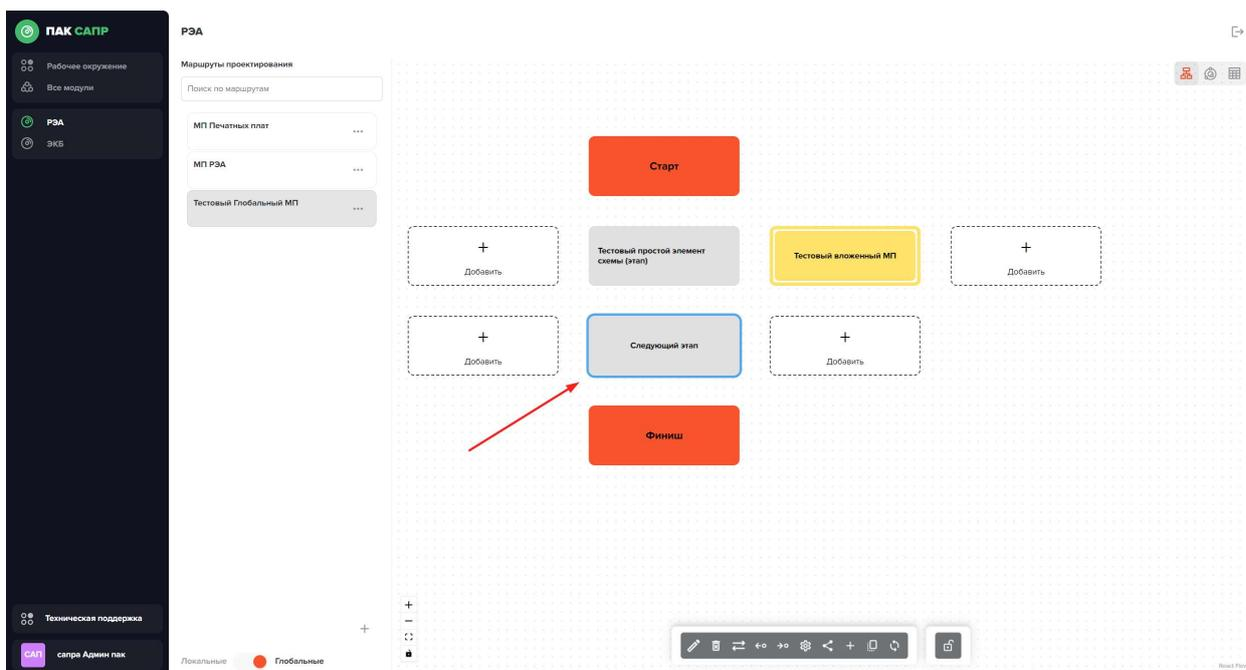 ПАК САПР
Рабочее окружение
Все модули
РЭА
ЭКБ
Техническая поддержка
САП
сапра Админ пак
РЭА
Маршруты проектирования
Поиск по маршрутам
МП Печатных плат
МП РЭА
Тестовый Глобальный МП
Локальные
Глобальные
Старт
Добавить
Тестовый простой элемент
схемы (этап)
Тестовый вложенный МП
Добавить
Добавить
Следующий этап
Добавить
Финиш
React Flow